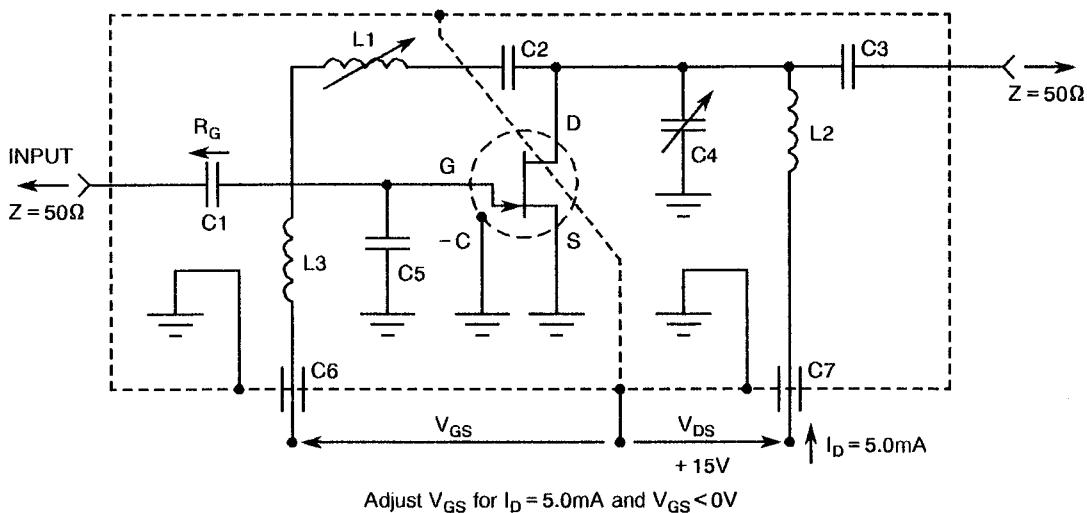 L1
C2
C3
Z = 50Ω
D
R_G
L2
INPUT
G
C4
Z = 50Ω
C1
– C
S
L3
C5
C6
C7
V_GS
V_DS
I_D = 5.0mA
+ 15V
Adjust V_GS for I_D = 5.0mA and V_GS < 0V